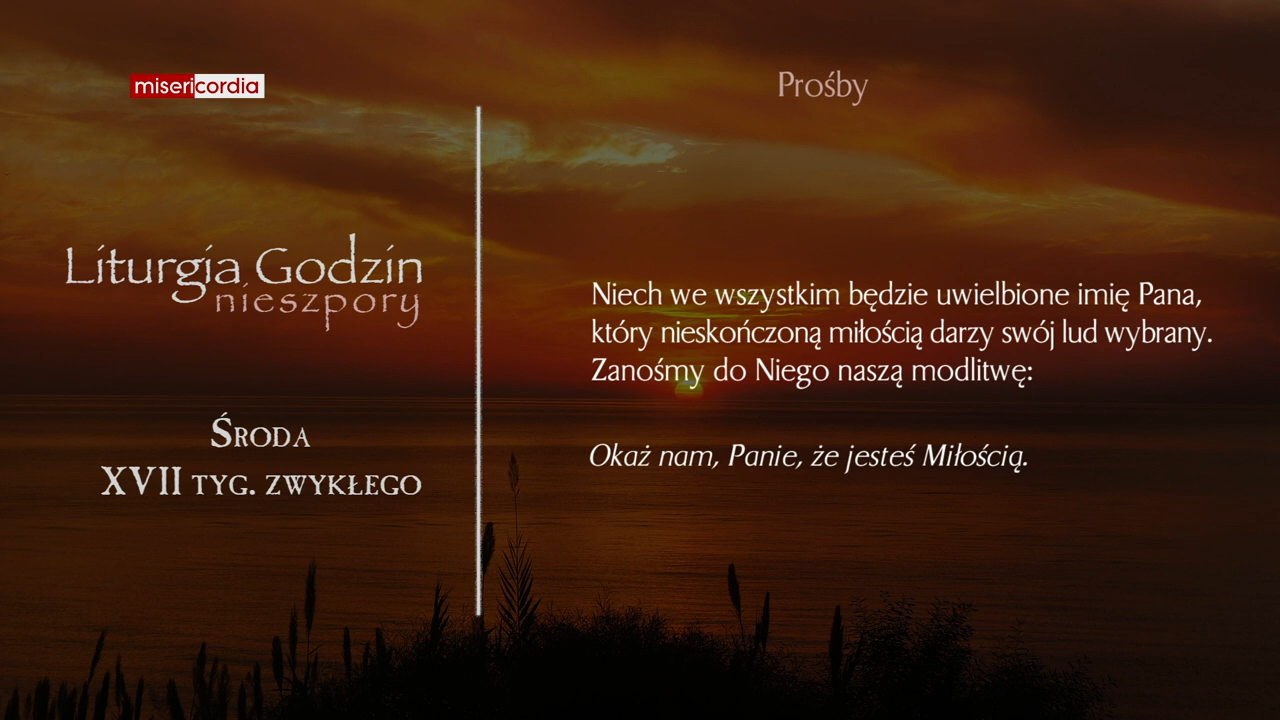 misericordia
Liturgia Godzin
nieszpory
Środa
XVII tyg. zwykłego
Prośby
Niech we wszystkim będzie uwielbione imię Pana,
który nieskończoną miłością darzy swój lud wybrany.
Zanośmy do Niego naszą modlitwę:
Okaż nam, Panie, że jesteś Miłością.